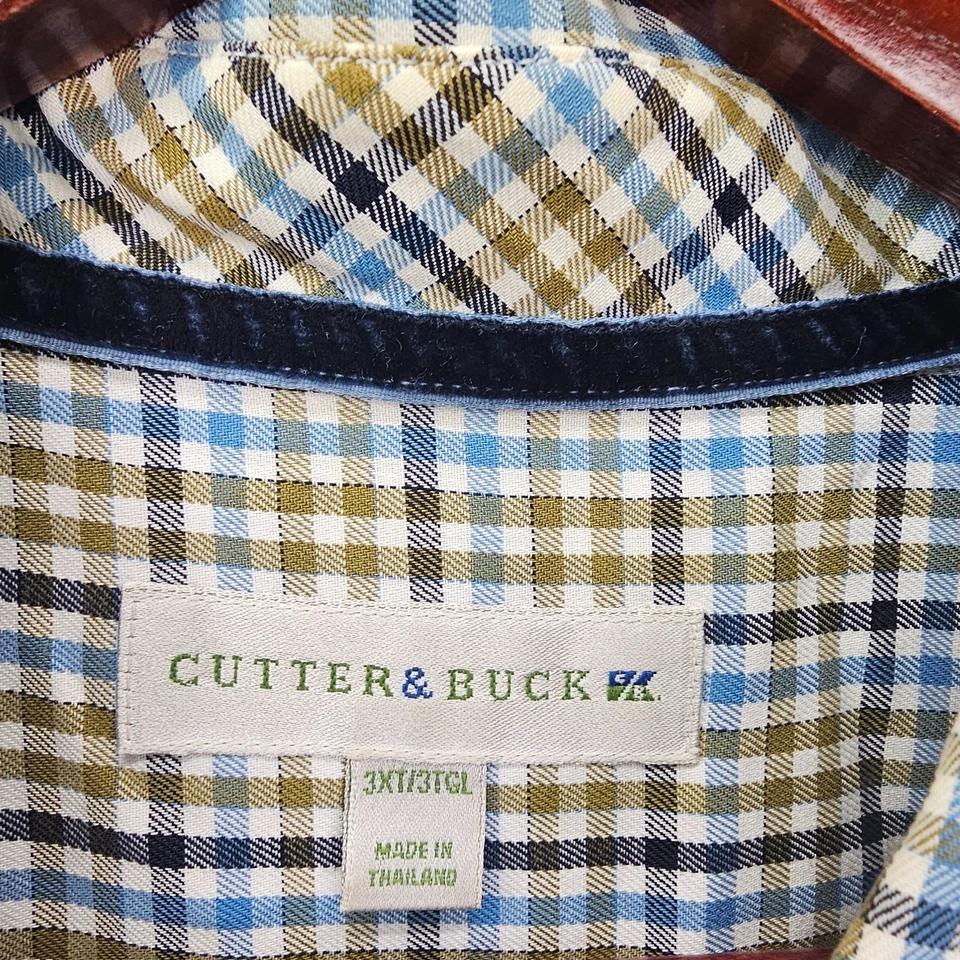 CUTTER & BUCK
3XT/3TGL
MADE IN
THAILAND